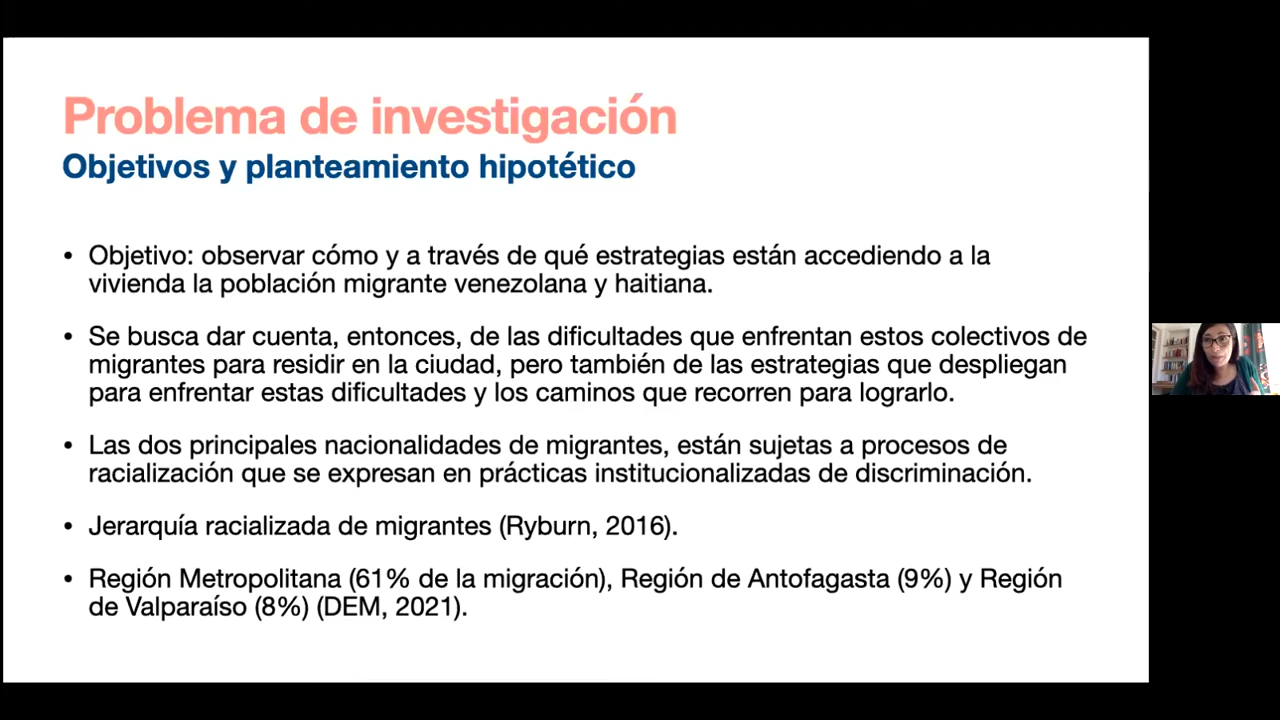 Problema de investigación
Objetivos y planteamiento hipotético
• Objetivo: observar cómo y a través de qué estrategias están accediendo a la
vivienda la población migrante venezolana y haitiana.
• Se busca dar cuenta, entonces, de las dificultades que enfrentan estos colectivos de
migrantes para residir en la ciudad, pero también de las estrategias que despliegan
para enfrentar estas dificultades y los caminos que recorren para lograrlo.
• Las dos principales nacionalidades de migrantes, están sujetas a procesos de
racialización que se expresan en prácticas institucionalizadas de discriminación.
• Jerarquía racializada de migrantes (Ryburn, 2016).
• Región Metropolitana (61% de la migración), Región de Antofagasta (9%) y Región
de Valparaíso (8%) (DEM, 2021).